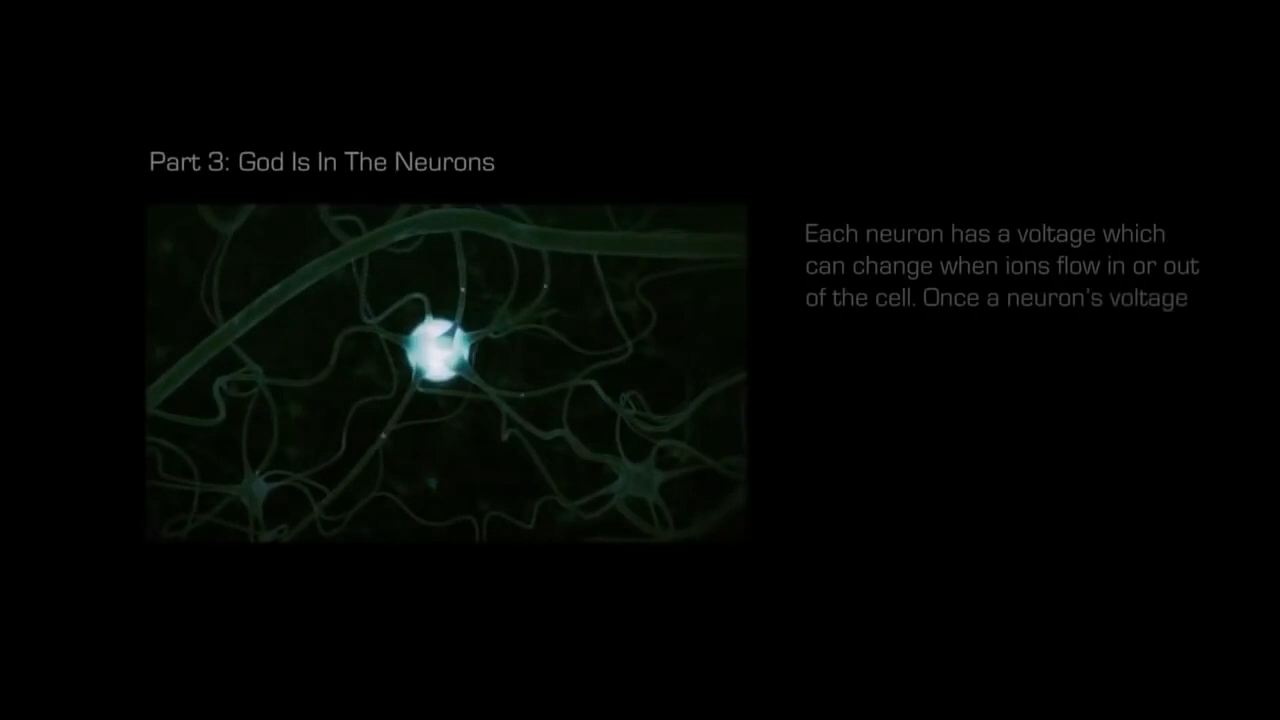 Part 3: God Is In The Neurons
Each neuron has a voltage which
can change when ions flow in or out
of the cell. Once a neuron's voltage